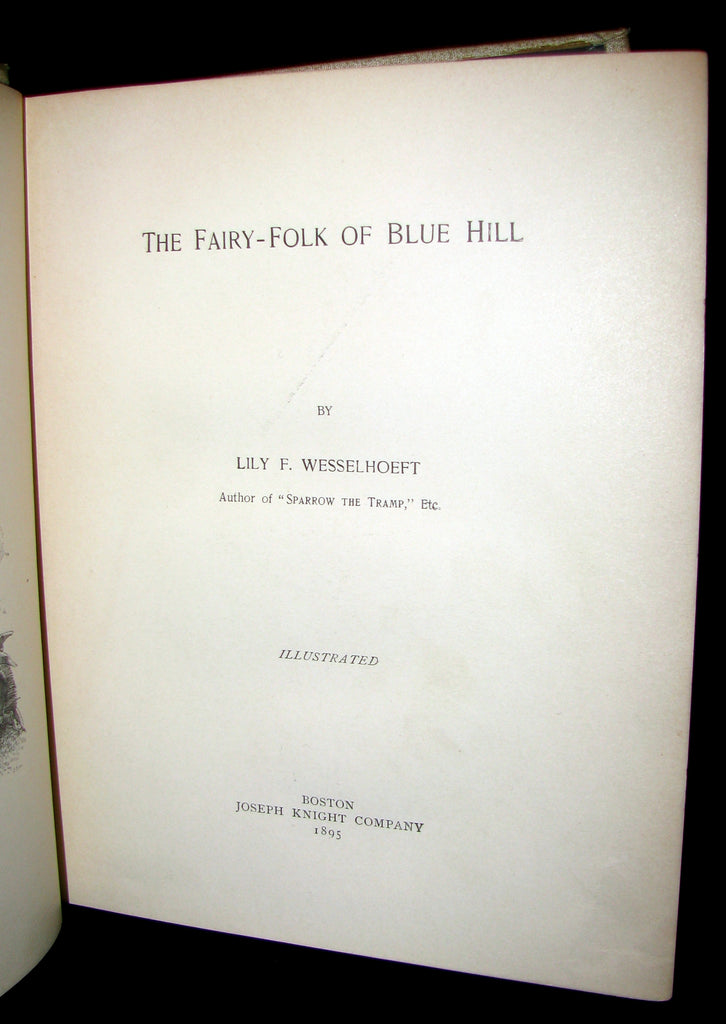 THE FAIRY-FOLK OF BLUE HILL
BY
LILY F. WESSELHOEFT
Author of "SPARROW THE TRAMP," Etc.
ILLUSTRATED
BOSTON
JOSEPH KNIGHT COMPANY
1895